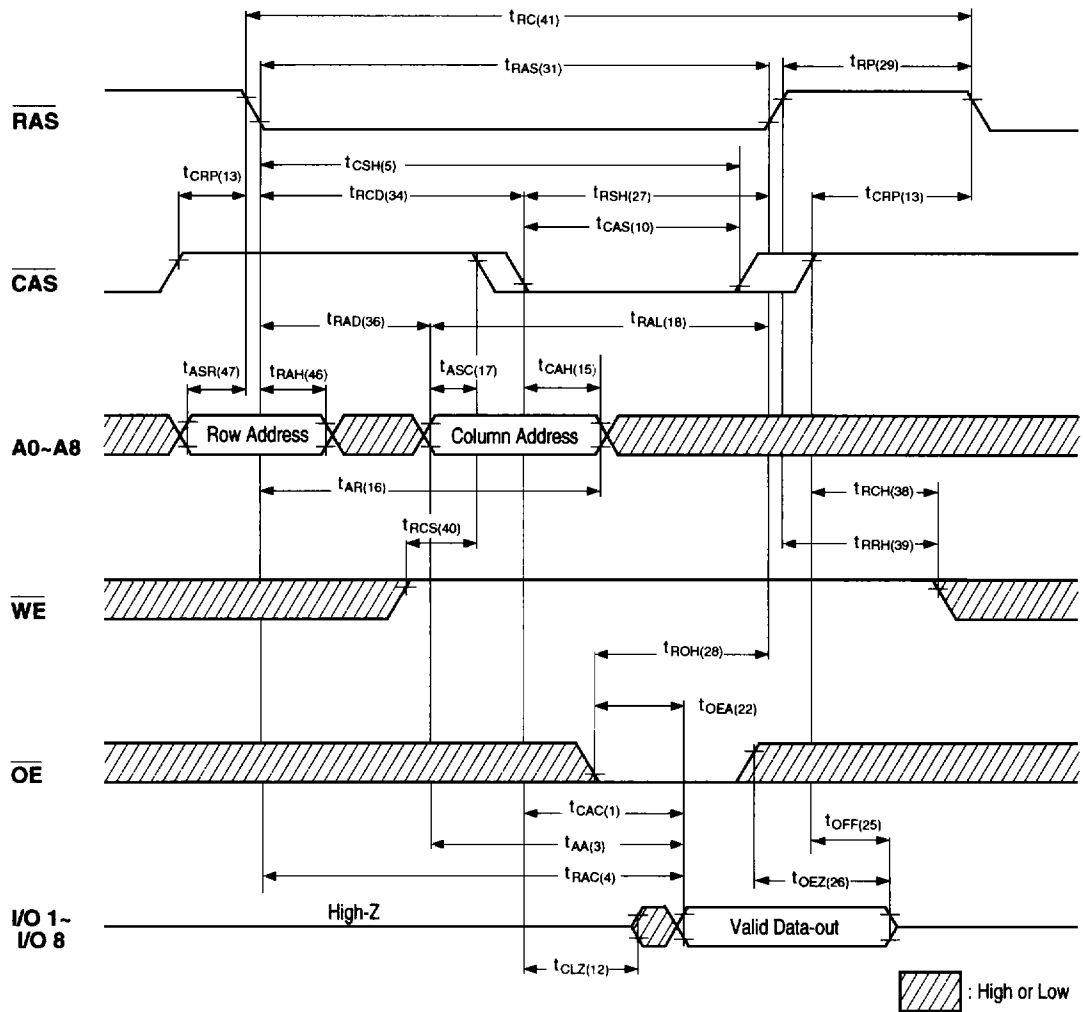 tRC(41)
tRAS(31)
tRP(29)
RAS
tCSH(5)
tCRP(13)
tRCD(34)
tRSH(27)
tCRP(13)
tCAS(10)
CAS
tRAD(36)
tRAL(18)
tASR(47)
tRAH(46)
tASC(17)
tCAH(15)
A0~A8
Row Address
Column Address
tAR(16)
tRCH(38)
tRCS(40)
tRRH(39)
WE
tROH(28)
tOEA(22)
OE
tCAC(1)
tOFF(25)
tAA(3)
tRAC(4)
tOEZ(26)
I/O 1~
I/O 8
High-Z
Valid Data-out
tCLZ(12)
: High or Low